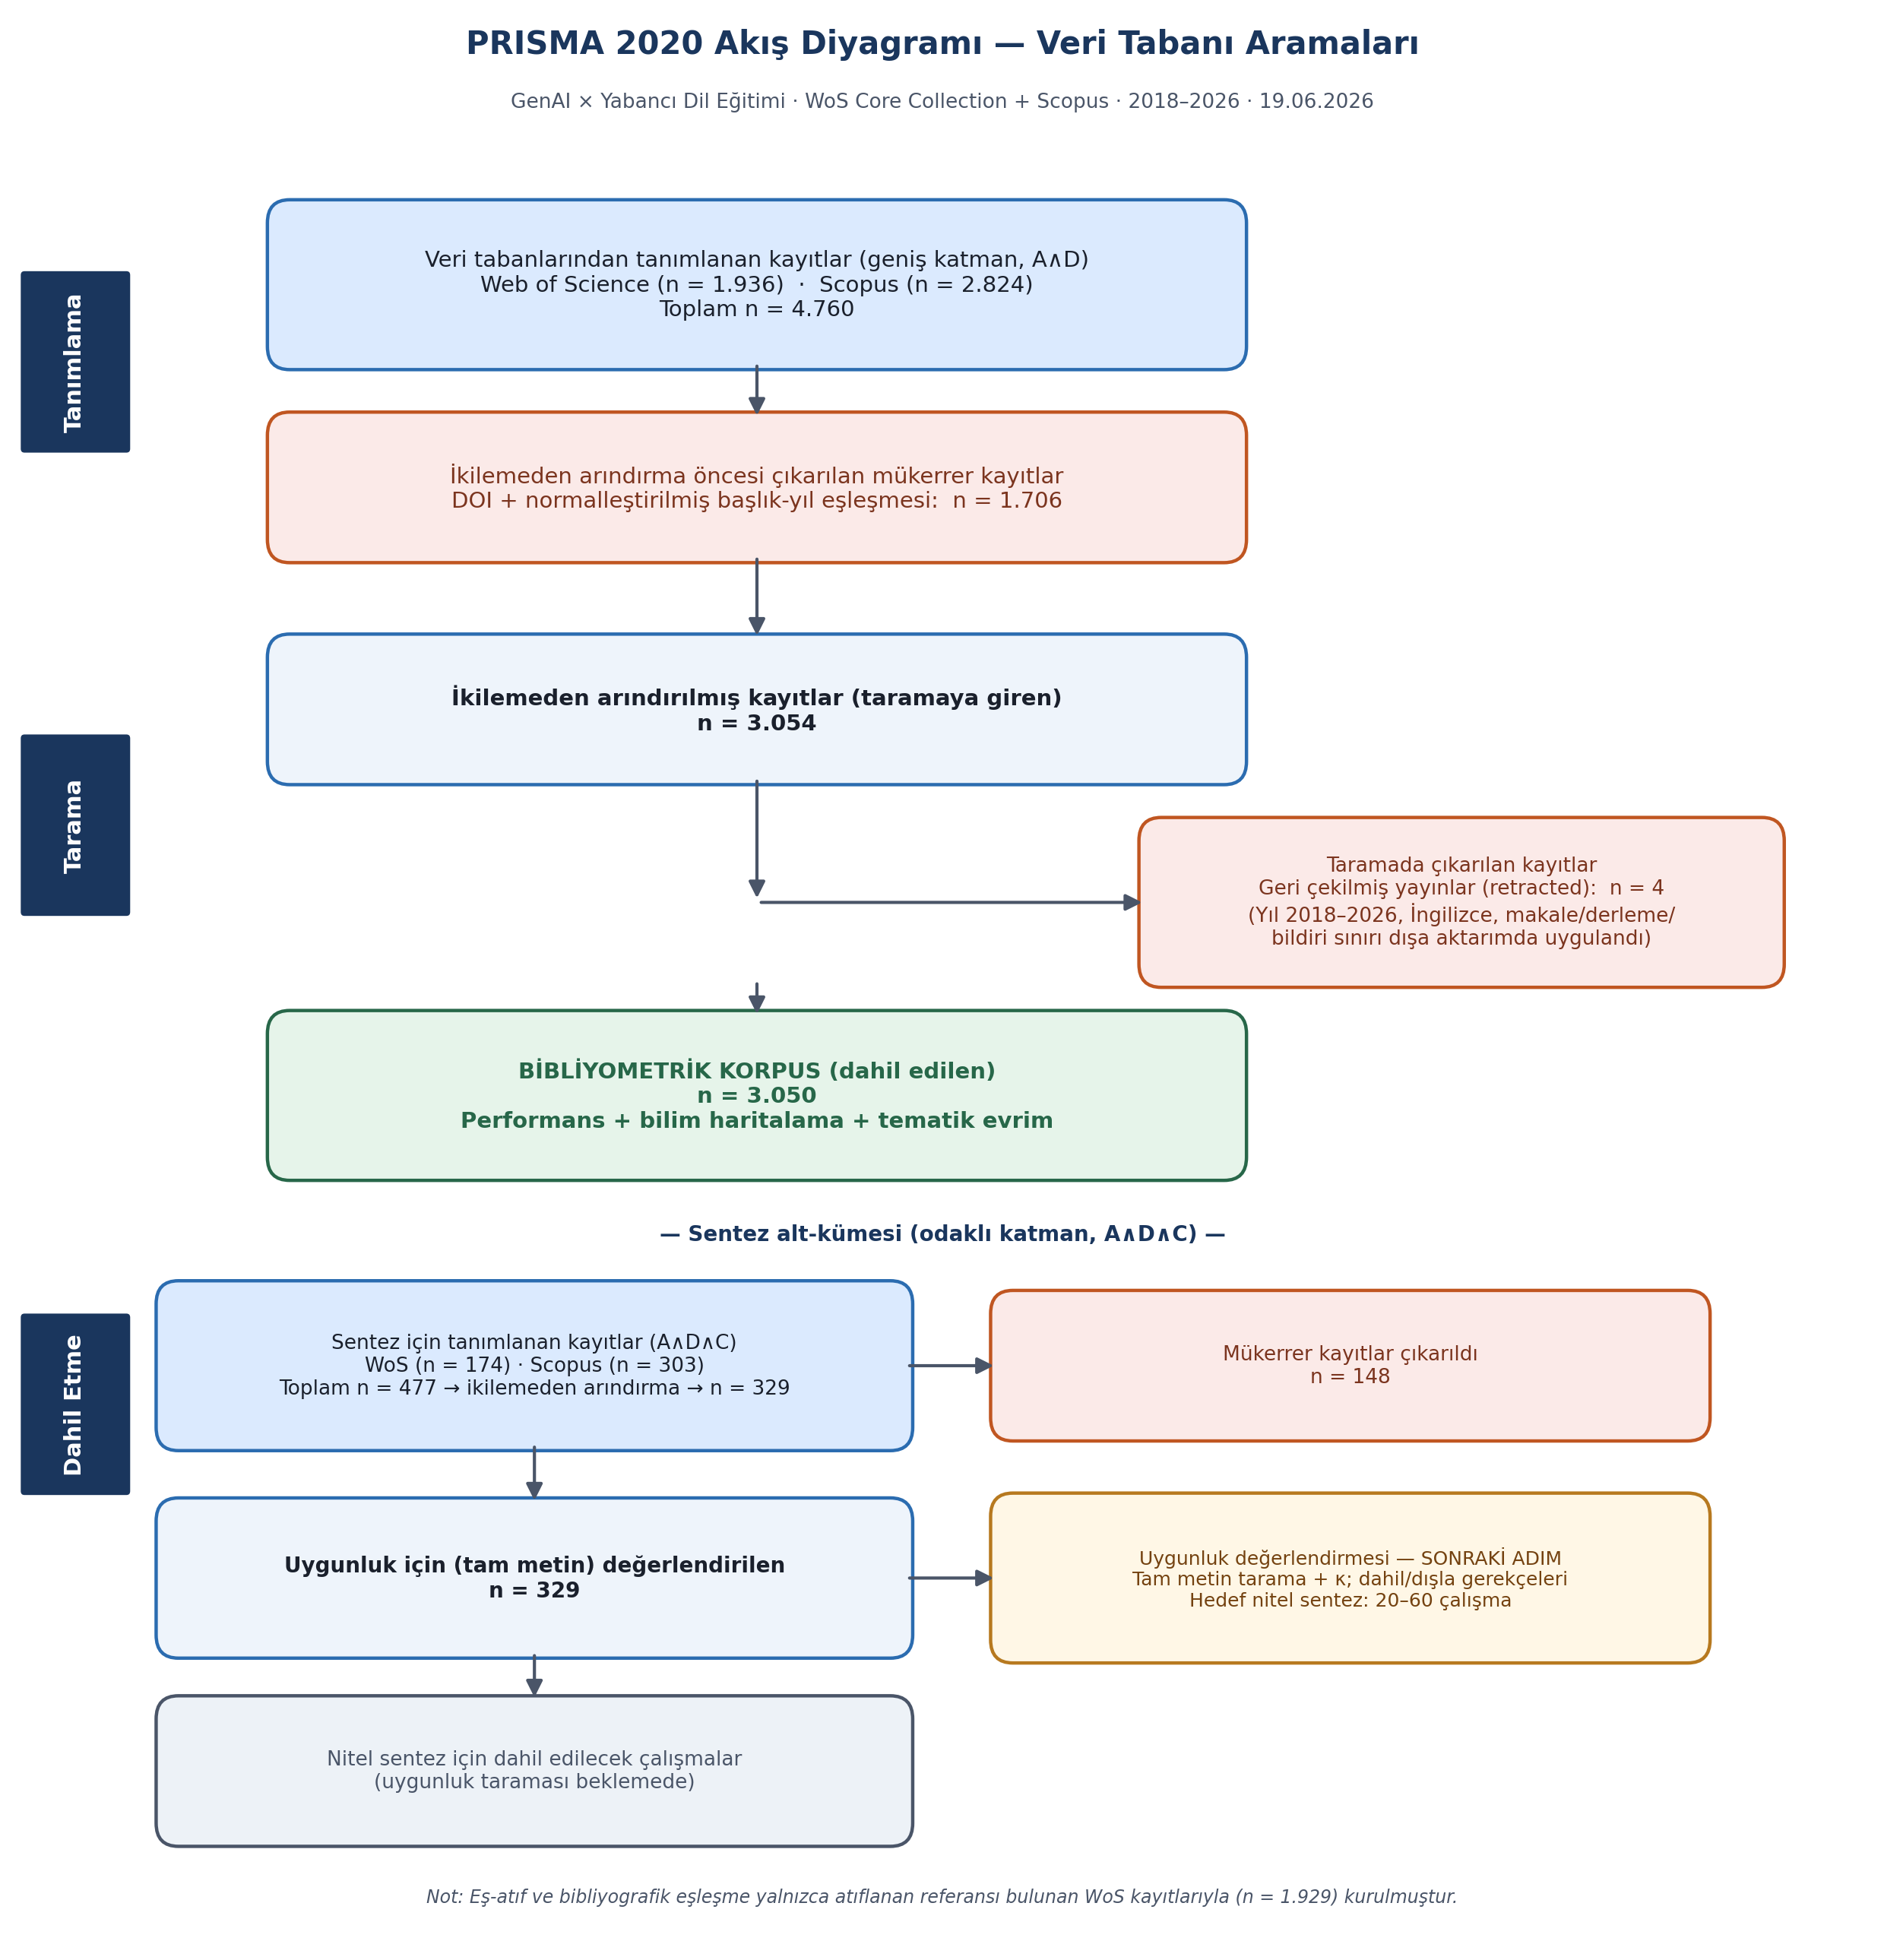 PRISMA 2020 Akış Diyagramı — Veri Tabanı Aramaları
GenAI × Yabancı Dil Eğitimi · WoS Core Collection + Scopus · 2018–2026 · 19.06.2026
Tanımlama
Veri tabanlarından tanımlanan kayıtlar (geniş katman, A∧D)
Web of Science (n = 1.936)  ·  Scopus (n = 2.824)
Toplam n = 4.760
İkilemeden arındırma öncesi çıkarılan mükerrer kayıtlar
DOI + normalleştirilmiş başlık-yıl eşleşmesi:  n = 1.706
Tarama
İkilemeden arındırılmış kayıtlar (taramaya giren)
n = 3.054
Taramada çıkarılan kayıtlar
Geri çekilmiş yayınlar (retracted):  n = 4
(Yıl 2018–2026, İngilizce, makale/derleme/
bildiri sınırı dışa aktarımda uygulandı)
BİBLİYOMETRİK KORPUS (dahil edilen)
n = 3.050
Performans + bilim haritalama + tematik evrim
— Sentez alt-kümesi (odaklı katman, A∧D∧C) —
Dahil Etme
Sentez için tanımlanan kayıtlar (A∧D∧C)
WoS (n = 174) · Scopus (n = 303)
Toplam n = 477 → ikilemeden arındırma → n = 329
Mükerrer kayıtlar çıkarıldı
n = 148
Uygunluk için (tam metin) değerlendirilen
n = 329
Uygunluk değerlendirmesi — SONRAKİ ADIM
Tam metin tarama + κ; dahil/dışla gerekçeleri
Hedef nitel sentez: 20–60 çalışma
Nitel sentez için dahil edilecek çalışmalar
(uygunluk taraması beklemede)
Not: Eş-atıf ve bibliyografik eşleşme yalnızca atıflanan referansı bulunan WoS kayıtlarıyla (n = 1.929) kurulmuştur.